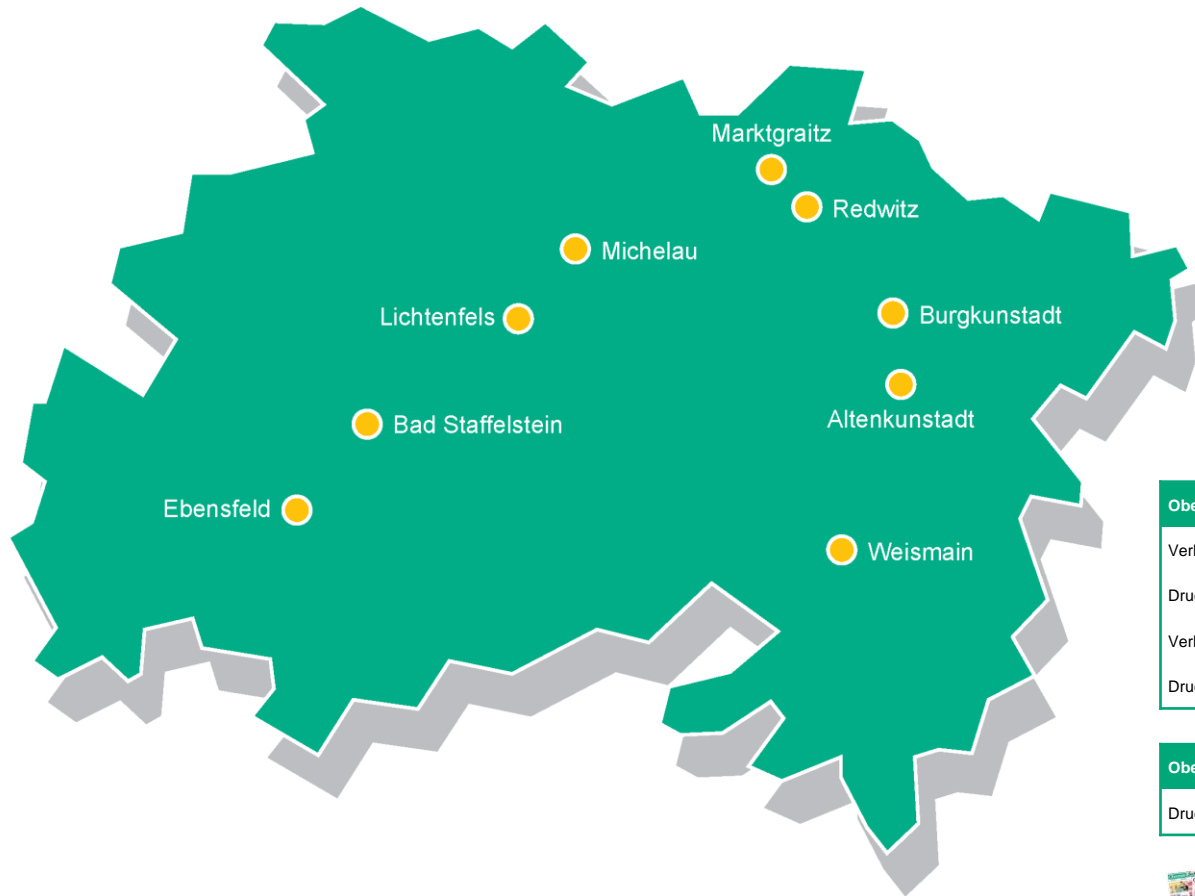 Marktgraitz
Redwitz
Michelau
Lichtenfels
Burgkunstadt
Altenkunstadt
Bad Staffelstein
Ebensfeld
Weismain